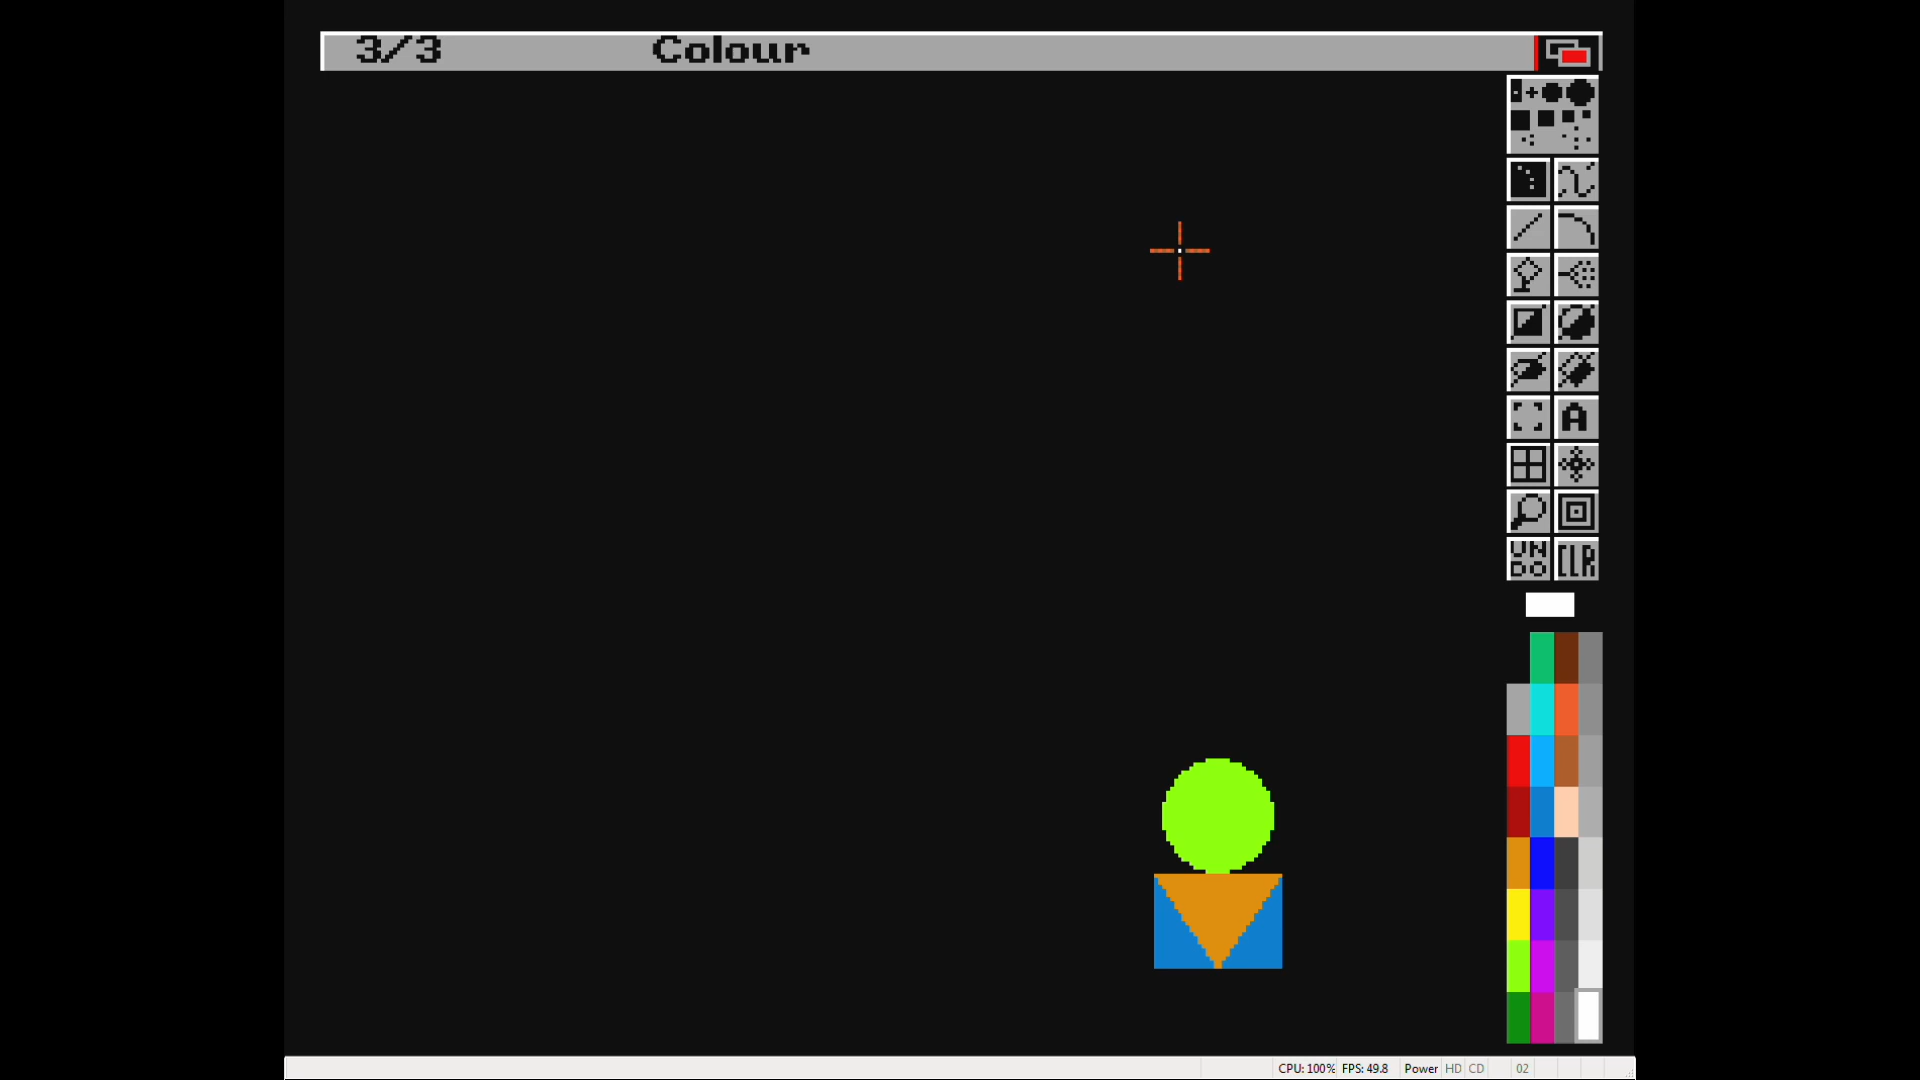 3/3 Colour
A
UN
DO CLR
CPU: 100% FPS: 49.8 Power HD CD 02